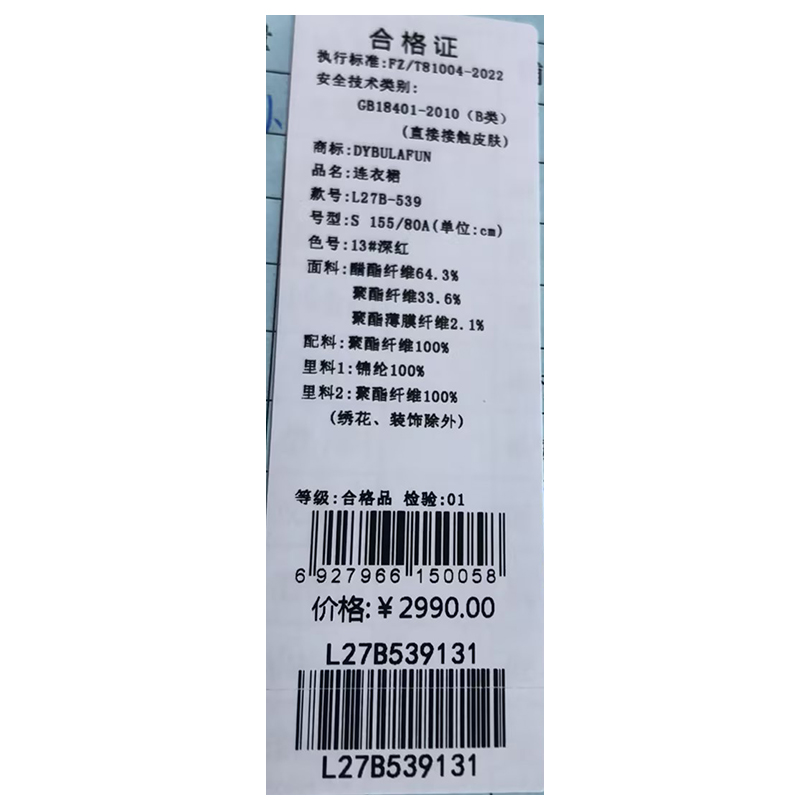 合格证
执行标准:FZ/T81004-2022
安全技术类别:
GB18401-2010（B类）
(直接接触皮肤)
商标:DYBULAFUN
品名:连衣裙
款号:L27B-539
号型:S 155/80A(单位:cm)
色号:13#深红
面料:醋酯纤维64.3%
聚酯纤维33.6%
聚酯薄膜纤维2.1%
配料:聚酯纤维100%
里料1:锦纶100%
里料2:聚酯纤维100%
(绣花、装饰除外)
等级:合格品 检验:01
6 927966 150058
价格:¥2990.00
L27B539131
L27B539131